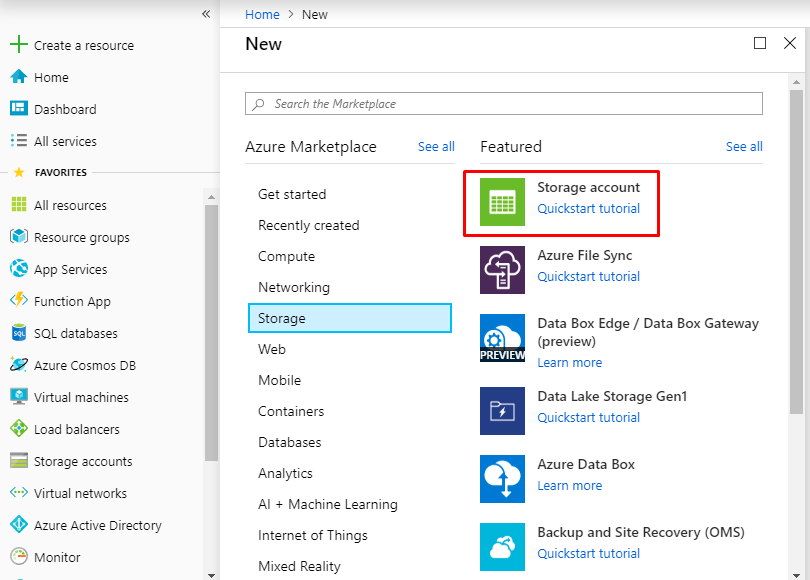 «
Create a resource
Home
Dashboard
All services
FAVORITES
All resources
Resource groups
App Services
Function App
SQL
SQL databases
Azure Cosmos DB
Virtual machines
Load balancers
Storage accounts
Virtual networks
Azure Active Directory
Monitor
Home > New
New
Search the Marketplace
Azure Marketplace See all
Get started
Recently created
Compute
Networking
Storage
Web
Mobile
Containers
Databases
Analytics
AI + Machine Learning
Internet of Things
Mixed Reality
Featured See all
Storage account
Quickstart tutorial
Azure File Sync
Quickstart tutorial
PREVIEW
Data Box Edge / Data Box Gateway
(preview)
Learn more
Data Lake Storage Gen1
Quickstart tutorial
Azure Data Box
Learn more
Backup and Site Recovery (OMS)
Quickstart tutorial